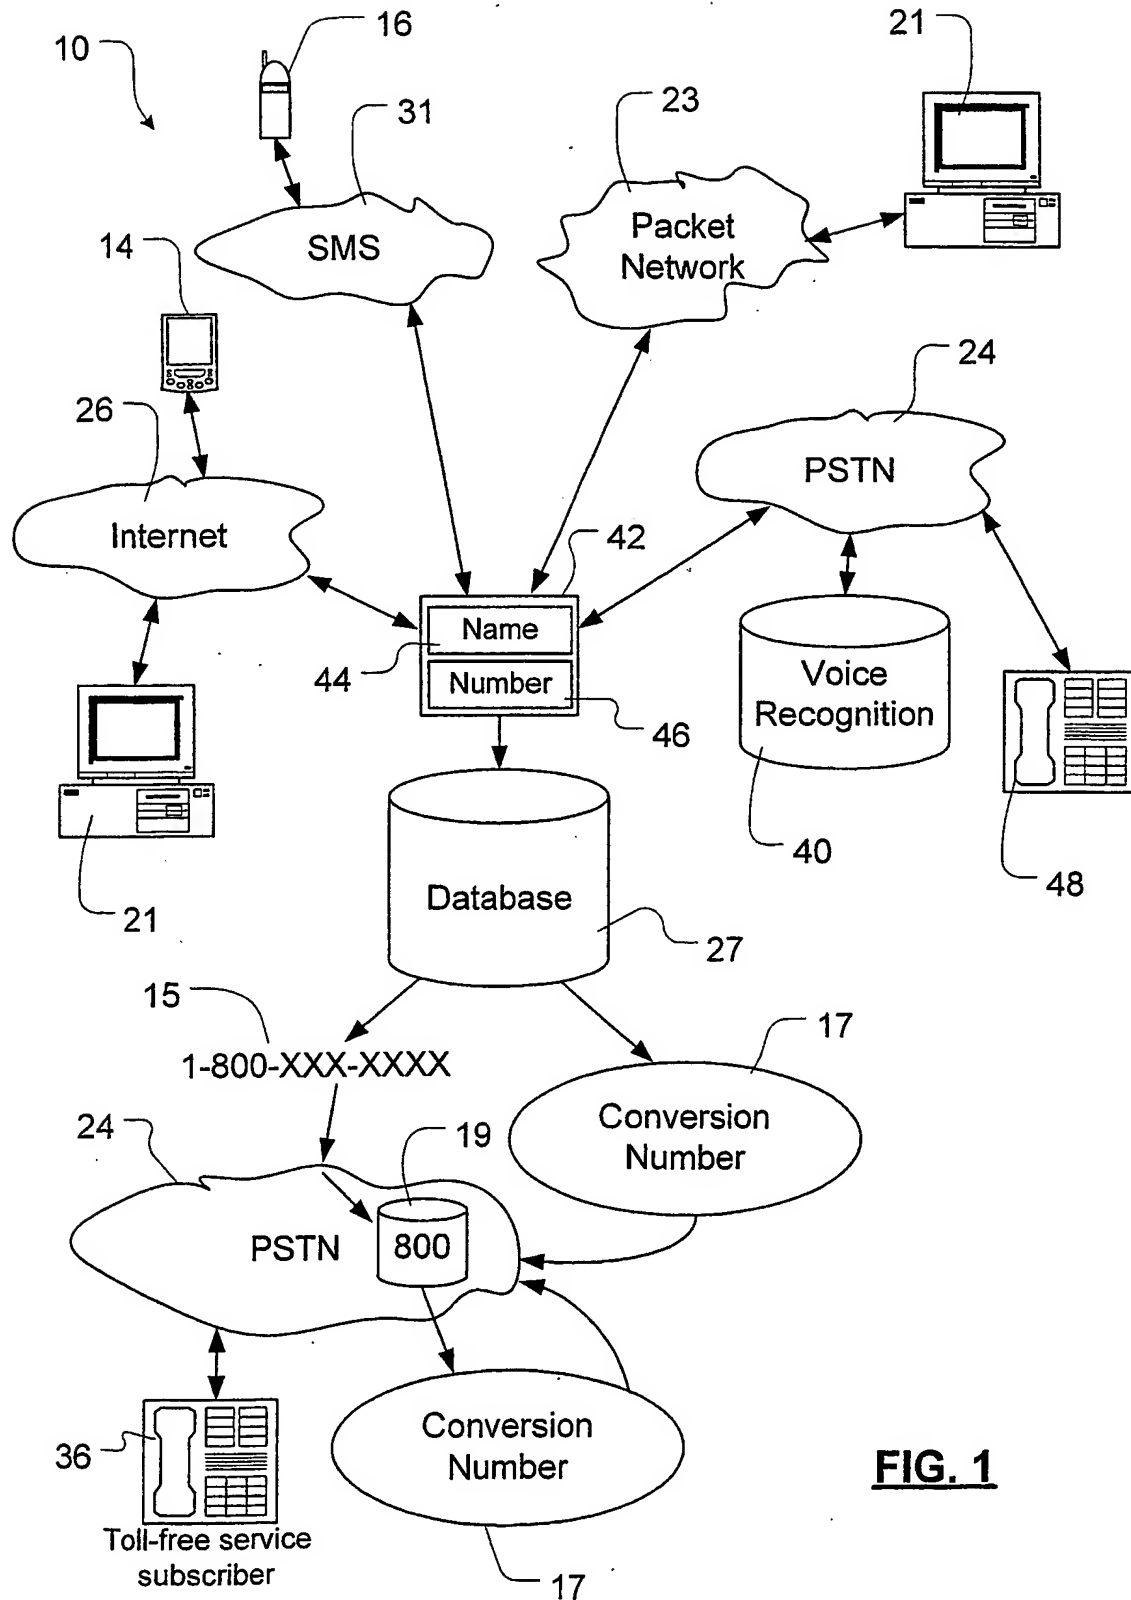 10
16
21
31
23
SMS
Packet
Network
14
24
26
PSTN
Internet
42
Name
44
Number
46
Voice
Recognition
40
48
21
Database
27
15
1-800-XXX-XXXX
17
Conversion
Number
24
19
PSTN
800
Conversion
Number
36
FIG. 1
Toll-free service
subscriber
17